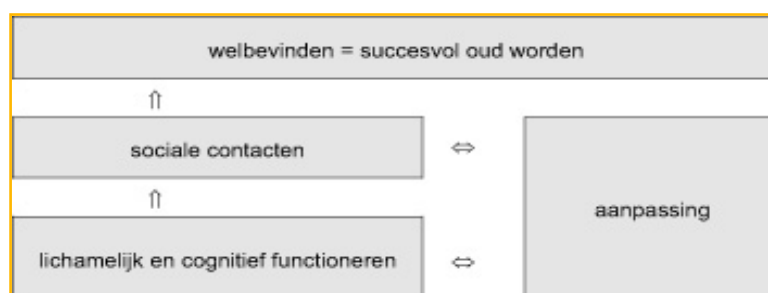 welbevinden = succesvol oud worden
⇑
sociale contacten ⇔
⇑
aanpassing
lichamelijk en cognitief functioneren ⇔